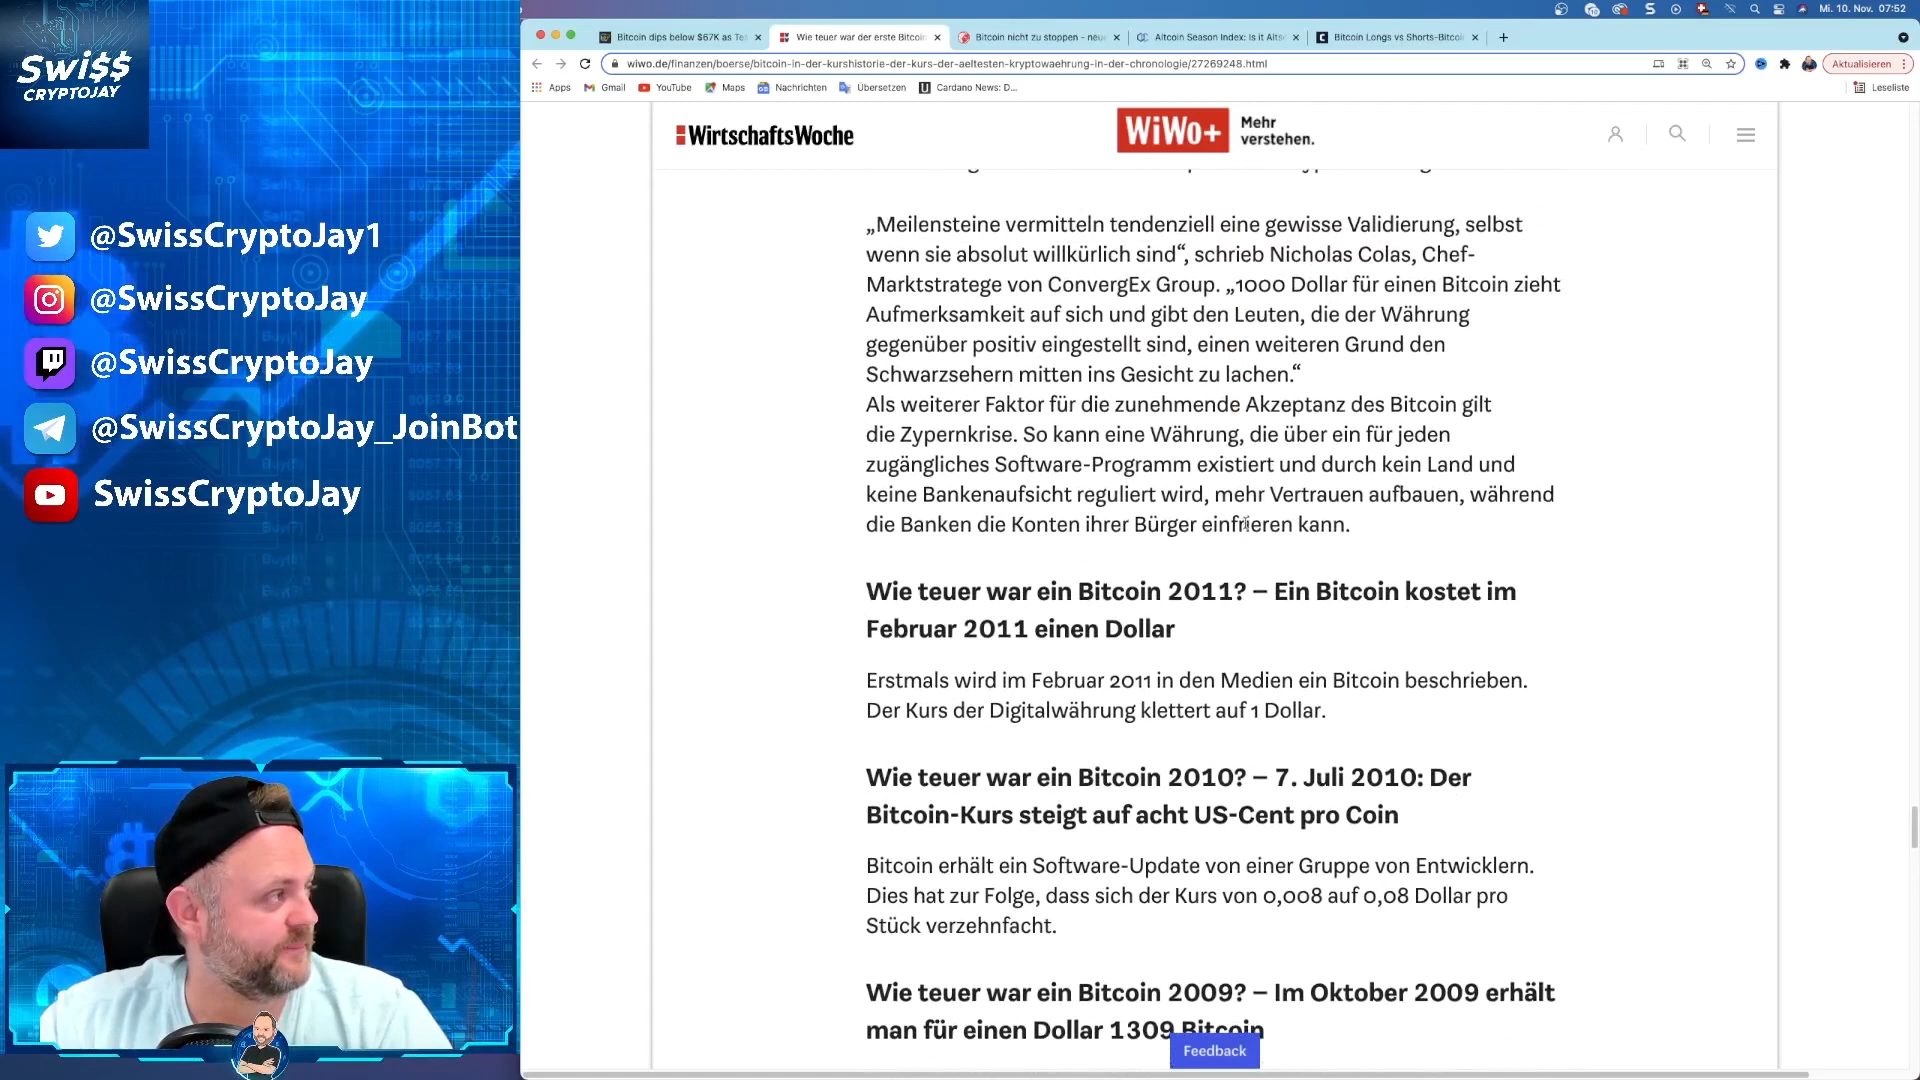 Swi$$
CRYPTOJAY
@SwissCryptoJay1
@SwissCryptoJay
@SwissCryptoJay
@SwissCryptoJay_JoinBot
SwissCryptoJay
Mi. 10. Nov. 07:52
Bitcoin dips below $67K as Te
Wie teuer war der erste Bitcoin
Bitcoin nicht zu stoppen – neue
Altcoin Season Index: Is it Alts
Bitcoin Longs vs Shorts-Bitcoi
wiwo.de/finanzen/boerse/bitcoin-in-der-kurshistorie-der-kurs-der-aeltesten-kryptowaehrung-in-der-chronologie/27269248.html
Aktualisieren
Apps
Gmail
YouTube
Maps
Nachrichten
Übersetzen
Cardano News: D...
Leseliste
WirtschaftsWoche
WiWo+
Mehr
verstehen.
„Meilensteine vermitteln tendenziell eine gewisse Validierung, selbst
wenn sie absolut willkürlich sind“, schrieb Nicholas Colas, Chef-
Marktstratege von ConvergEx Group. „1000 Dollar für einen Bitcoin zieht
Aufmerksamkeit auf sich und gibt den Leuten, die der Währung
gegenüber positiv eingestellt sind, einen weiteren Grund den
Schwarzsehern mitten ins Gesicht zu lachen.“
Als weiterer Faktor für die zunehmende Akzeptanz des Bitcoin gilt
die Zypernkrise. So kann eine Währung, die über ein für jeden
zugängliches Software-Programm existiert und durch kein Land und
keine Bankenaufsicht reguliert wird, mehr Vertrauen aufbauen, während
die Banken die Konten ihrer Bürger einfrieren kann.
Wie teuer war ein Bitcoin 2011? – Ein Bitcoin kostet im
Februar 2011 einen Dollar
Erstmals wird im Februar 2011 in den Medien ein Bitcoin beschrieben.
Der Kurs der Digitalwährung klettert auf 1 Dollar.
Wie teuer war ein Bitcoin 2010? – 7. Juli 2010: Der
Bitcoin-Kurs steigt auf acht US-Cent pro Coin
Bitcoin erhält ein Software-Update von einer Gruppe von Entwicklern.
Dies hat zur Folge, dass sich der Kurs von 0,008 auf 0,08 Dollar pro
Stück verzehnfacht.
Wie teuer war ein Bitcoin 2009? – Im Oktober 2009 erhält
man für einen Dollar 1309 Bitcoin
Feedback